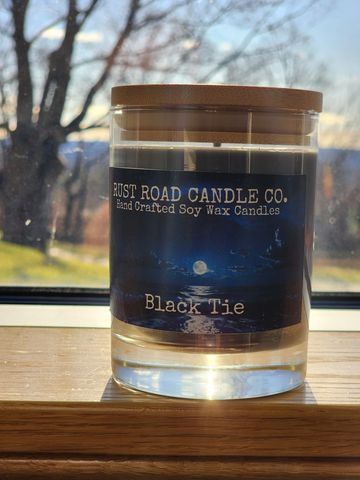 RUST ROAD CANDLE CO.
Hand Crafted Soy Wax Candles
Black Tie